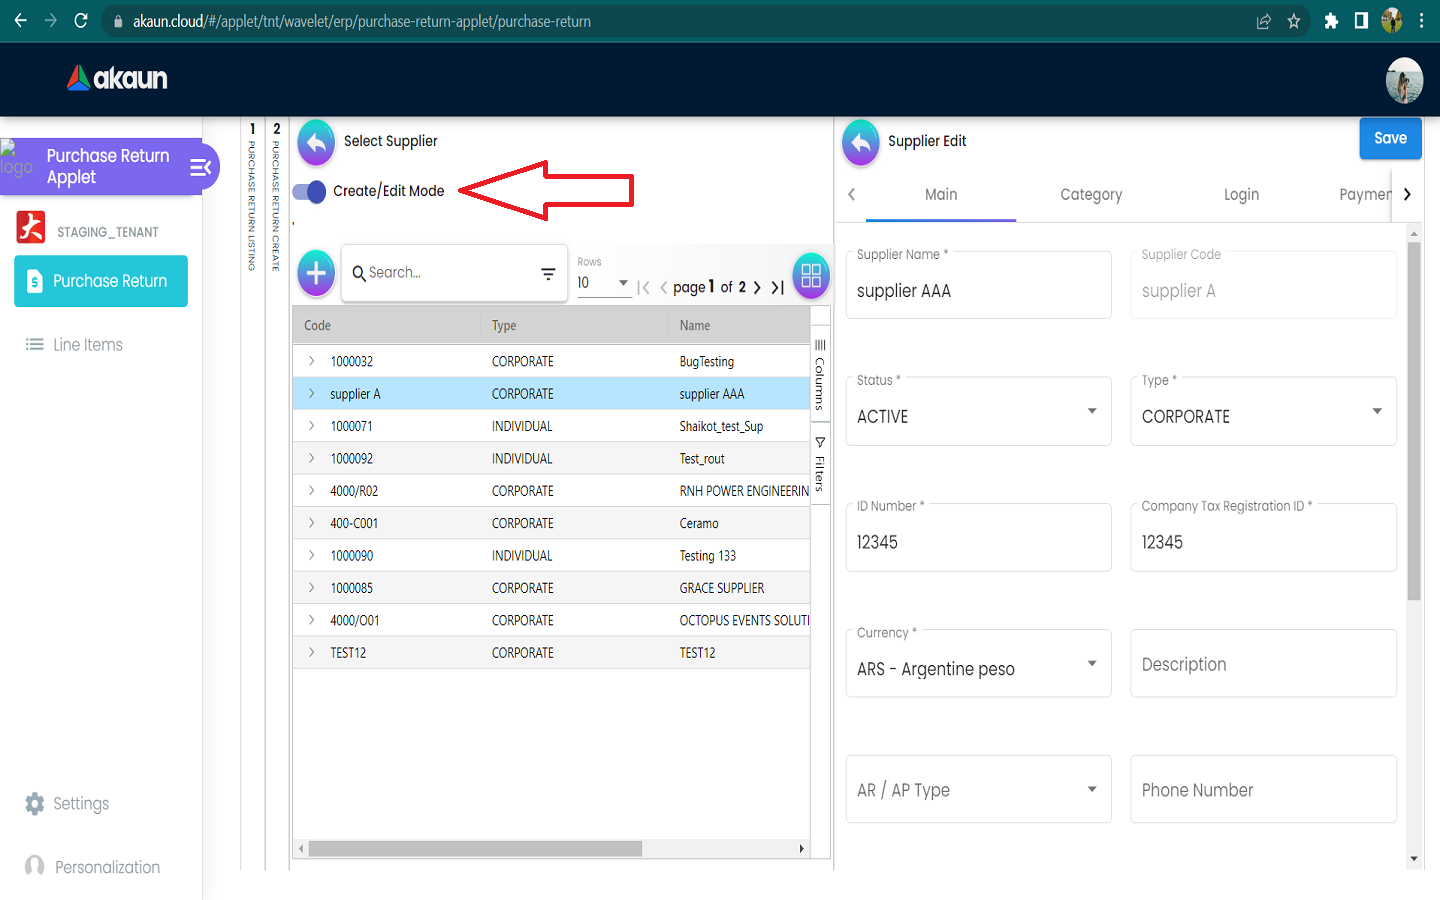 akaun.cloud/#/applet/tnt/wavelet/erp/purchase-return-applet/purchase-return
akaun
logo
Purchase Return
Applet
STAGING_TENANT
Purchase Return
Line Items
Settings
Personalization
1 PURCHASE RETURN LISTING
2 PURCHASE RETURN CREATE
Select Supplier
Create/Edit Mode
Search...
Rows
10
page 1 of 2
Code Type Name
1000032 CORPORATE BugTesting
supplier A CORPORATE supplier AAA
1000071 INDIVIDUAL Shaikot_test_Sup
1000092 INDIVIDUAL Test_rout
4000/R02 CORPORATE RNH POWER ENGINEERIN
400-C001 CORPORATE Ceramo
1000090 INDIVIDUAL Testing 133
1000085 CORPORATE GRACE SUPPLIER
4000/O01 CORPORATE OCTOPUS EVENTS SOLUTI
TEST12 CORPORATE TEST12
Columns
Filters
Supplier Edit
Save
Main Category Login Paymen
Supplier Name *
supplier AAA
Supplier Code
supplier A
Status *
ACTIVE
Type *
CORPORATE
ID Number *
12345
Company Tax Registration ID *
12345
Currency *
ARS - Argentine peso
Description
AR / AP Type
Phone Number